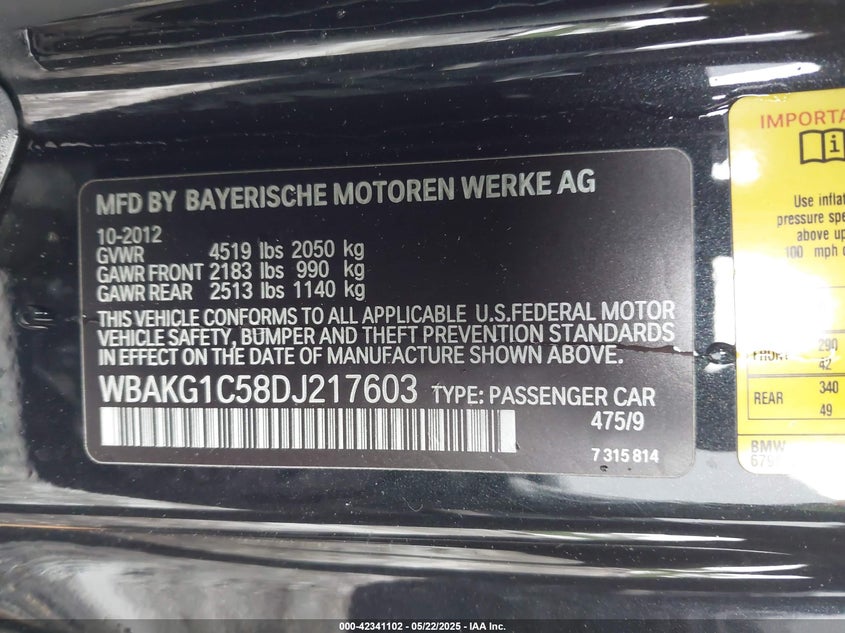 MFD BY BAYERISCHE MOTOREN WERKE AG
10-2012
GVWR 4519 lbs 2050 kg
GAWR FRONT 2183 lbs 990 kg
GAWR REAR 2513 lbs 1140 kg
THIS VEHICLE CONFORMS TO ALL APPLICABLE U.S.FEDERAL MOTOR
VEHICLE SAFETY, BUMPER AND THEFT PREVENTION STANDARDS
IN EFFECT ON THE DATE OF MANUFACTURE SHOWN ABOVE.
WBAKG1C58DJ217603 TYPE: PASSENGER CAR
475/9
7 315 814
IMPORTA
i
Use inflat
pressure spe
above up
100 mph
290
FRONT 42
REAR 340
49
BMW
000-42341102 - 05/22/2025 - IAA Inc.